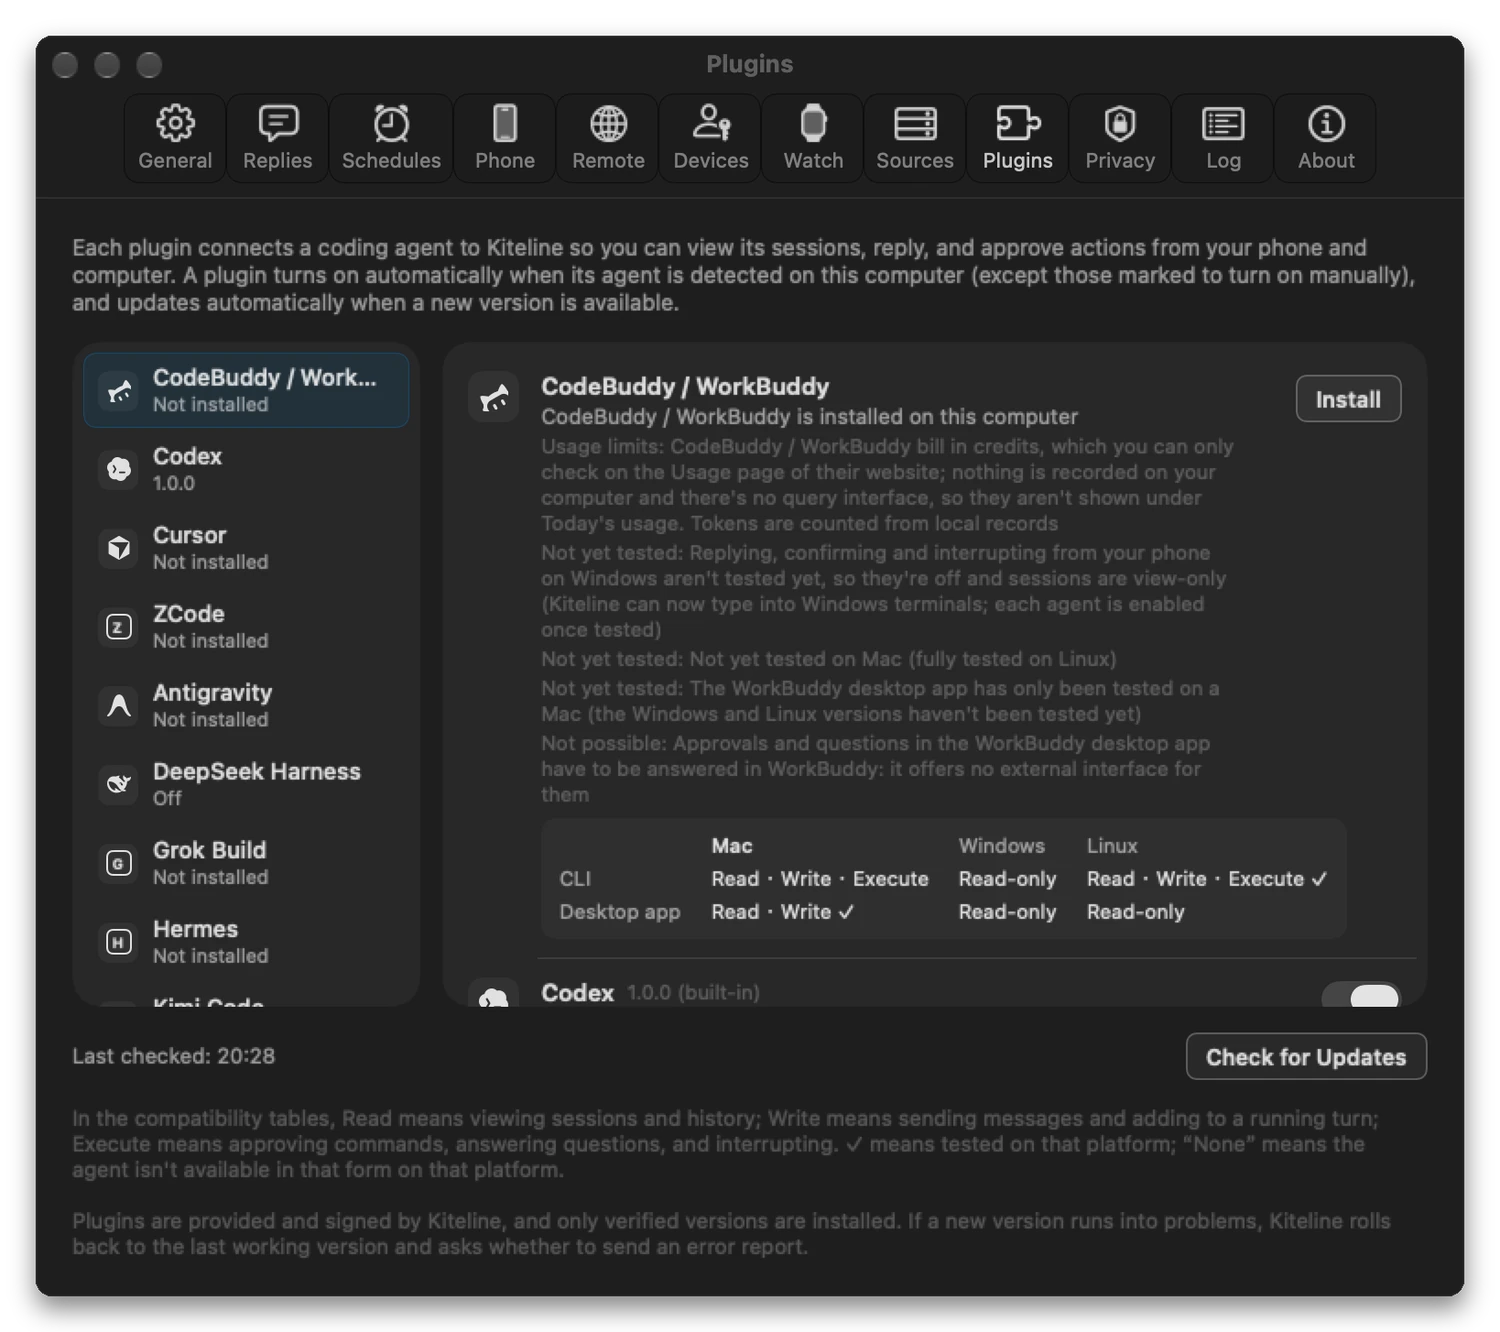 Plugins
General
Replies
Schedules
Phone
Remote
Devices
Watch
Sources
Plugins
Privacy
Log
About
Each plugin connects a coding agent to Kiteline so you can view its sessions, reply, and approve actions from your phone and
computer. A plugin turns on automatically when its agent is detected on this computer (except those marked to turn on manually),
and updates automatically when a new version is available.
CodeBuddy / Work...
Not installed
Codex
1.0.0
Cursor
Not installed
Z
ZCode
Not installed
Antigravity
Not installed
DeepSeek Harness
Off
G
Grok Build
Not installed
H
Hermes
Not installed
Kimi Code
CodeBuddy / WorkBuddy
Install
CodeBuddy / WorkBuddy is installed on this computer
Usage limits: CodeBuddy / WorkBuddy bill in credits, which you can only
check on the Usage page of their website; nothing is recorded on your
computer and there's no query interface, so they aren't shown under
Today's usage. Tokens are counted from local records
Not yet tested: Replying, confirming and interrupting from your phone
on Windows aren't tested yet, so they're off and sessions are view-only
(Kiteline can now type into Windows terminals; each agent is enabled
once tested)
Not yet tested: Not yet tested on Mac (fully tested on Linux)
Not yet tested: The WorkBuddy desktop app has only been tested on a
Mac (the Windows and Linux versions haven't been tested yet)
Not possible: Approvals and questions in the WorkBuddy desktop app
have to be answered in WorkBuddy: it offers no external interface for
them
Mac Windows Linux
CLI Read · Write · Execute Read-only Read · Write · Execute ✓
Desktop app Read · Write ✓ Read-only Read-only
Codex 1.0.0 (built-in)
Last checked: 20:28
Check for Updates
In the compatibility tables, Read means viewing sessions and history; Write means sending messages and adding to a running turn;
Execute means approving commands, answering questions, and interrupting. ✓ means tested on that platform; “None” means the
agent isn't available in that form on that platform.
Plugins are provided and signed by Kiteline, and only verified versions are installed. If a new version runs into problems, Kiteline rolls
back to the last working version and asks whether to send an error report.